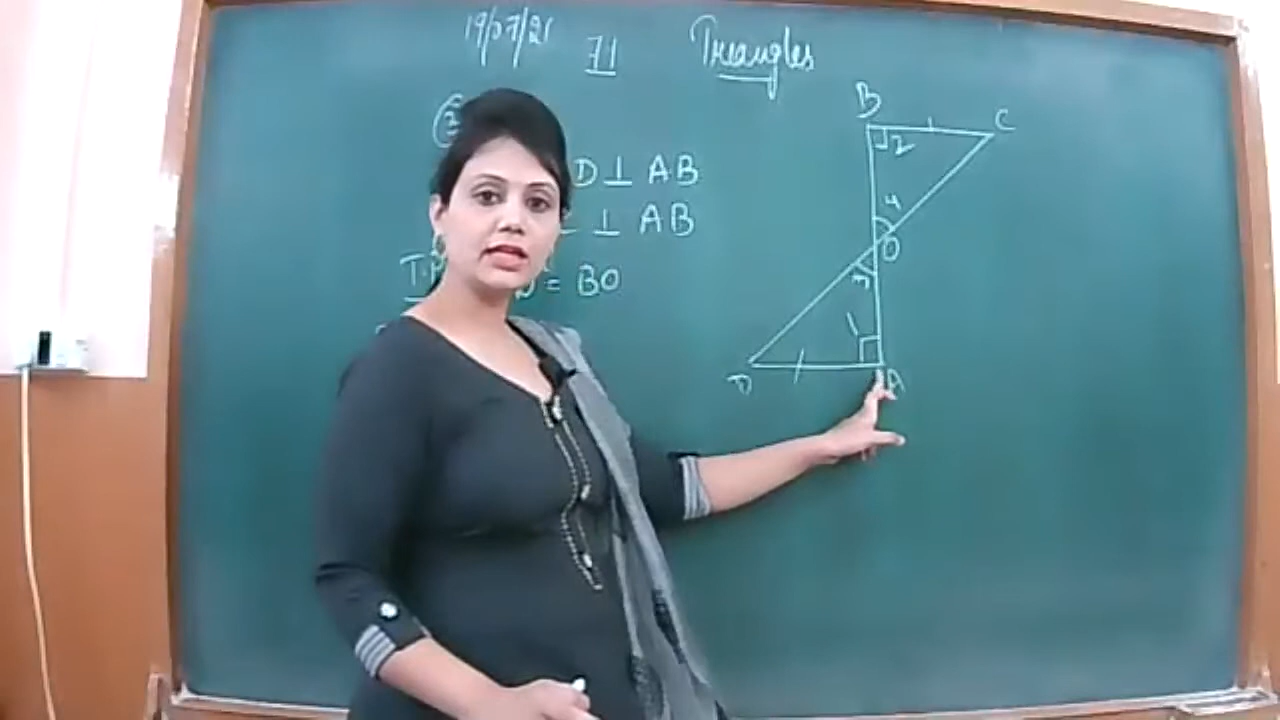 19/07/21 71 Triangles
D ⊥ AB
⊥ AB
= BO
B
C
2
4
O
3
1
D
A